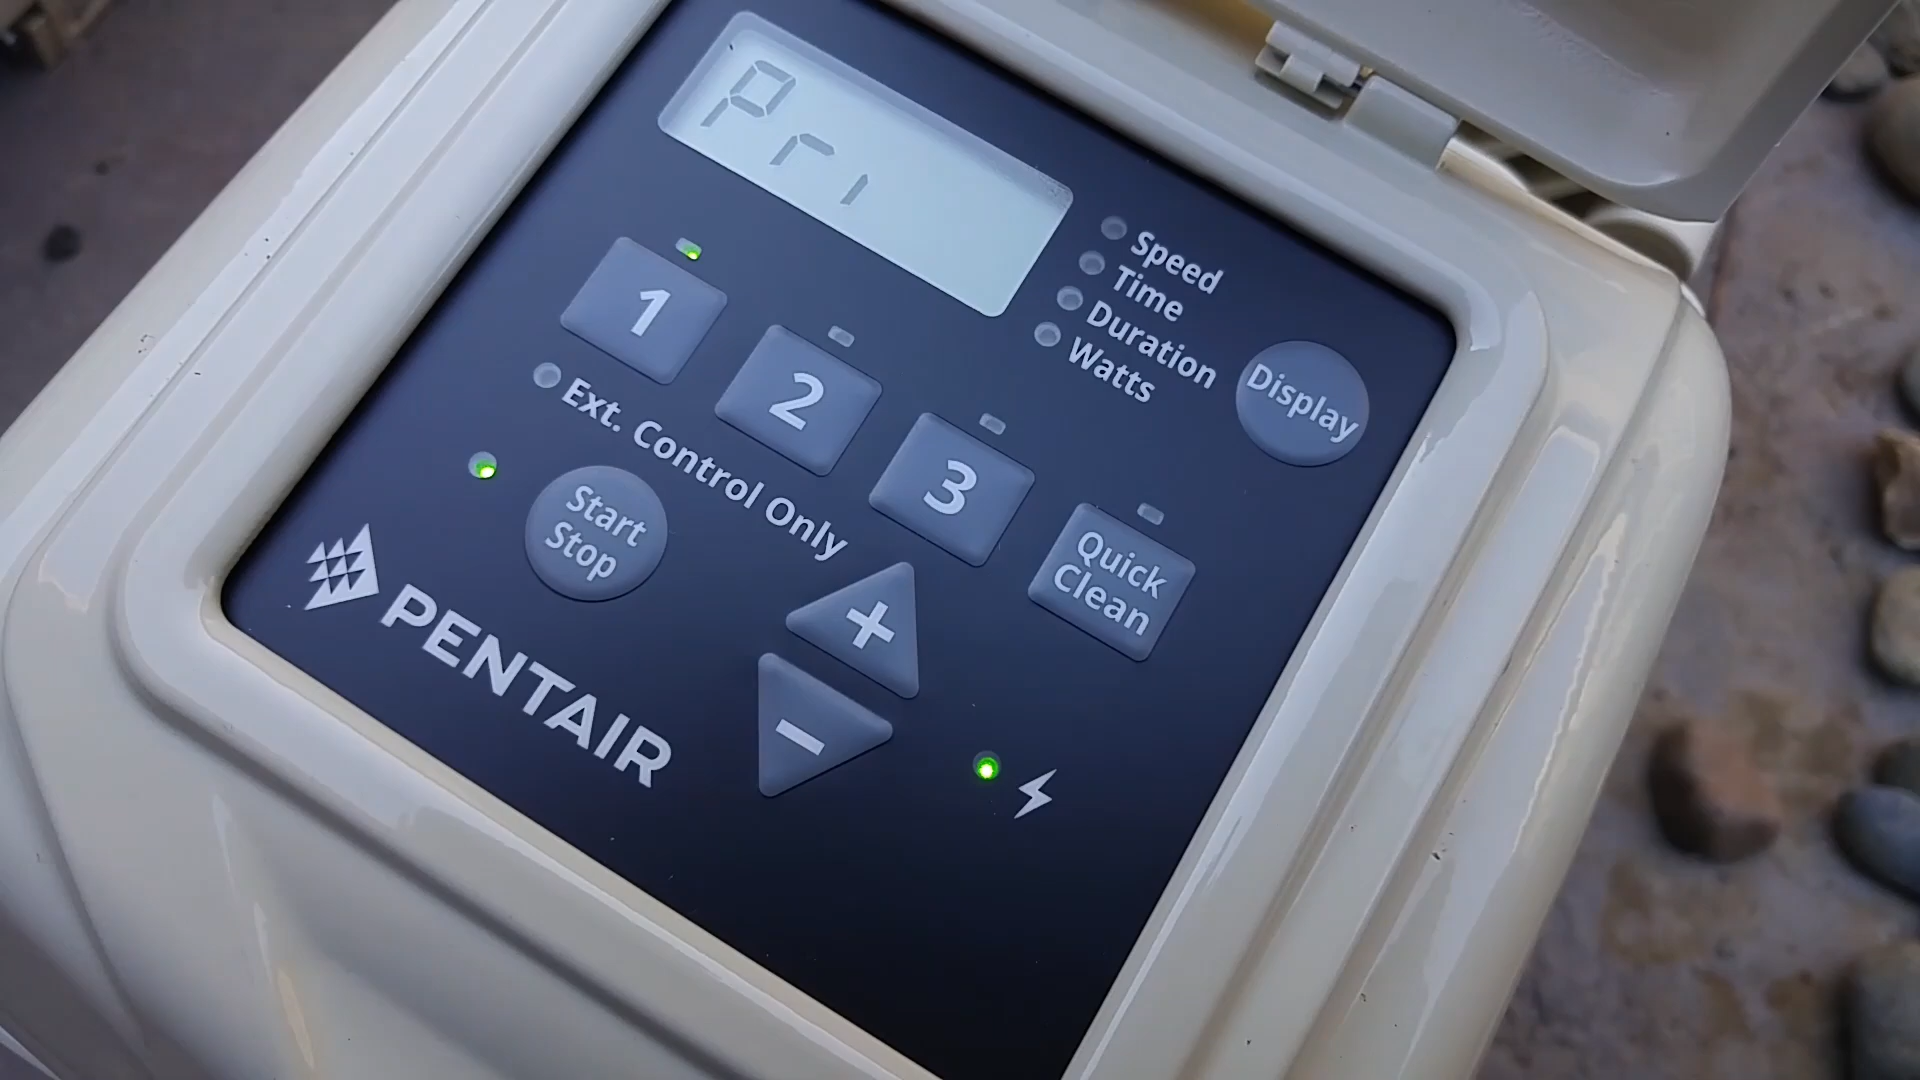 Pri
Speed
Time
Duration
Watts
Display
1
2
3
Quick
Clean
Ext. Control Only
Start
Stop
+
-
PENTAIR